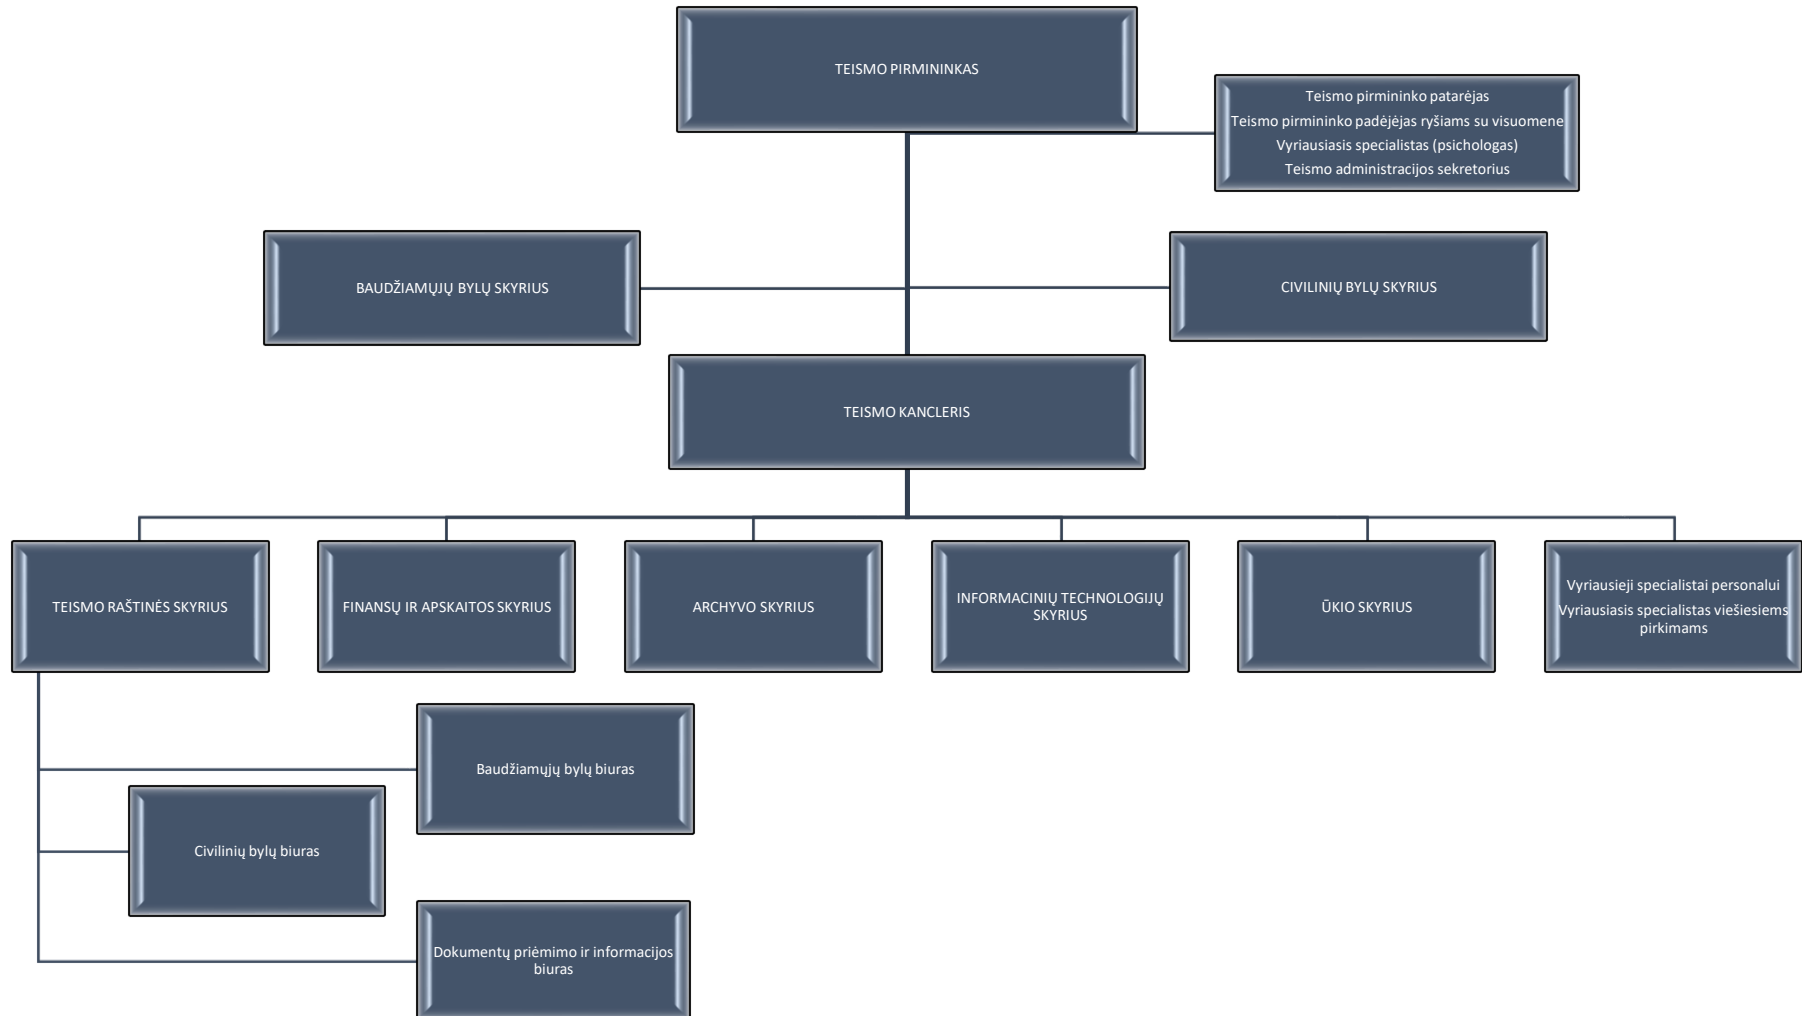 TEISMO PIRMININKAS
Teismo pirmininko patarėjas
Teismo pirmininko padėjėjas ryšiams su visuomene
Vyriausiasis specialistas (psichologas)
Teismo administracijos sekretorius
BAUDŽIAMŲJŲ BYLŲ SKYRIUS
CIVILINIŲ BYLŲ SKYRIUS
TEISMO KANCLERIS
TEISMO RAŠTINĖS SKYRIUS
FINANSŲ IR APSKAITOS SKYRIUS
ARCHYVO SKYRIUS
INFORMACINIŲ TECHNOLOGIJŲ
SKYRIUS
ŪKIO SKYRIUS
Vyriausieji specialistai personalui
Vyriausiasis specialistas viešiesiems
pirkimams
Baudžiamųjų bylų biuras
Civilinių bylų biuras
Dokumentų priėmimo ir informacijos
biuras